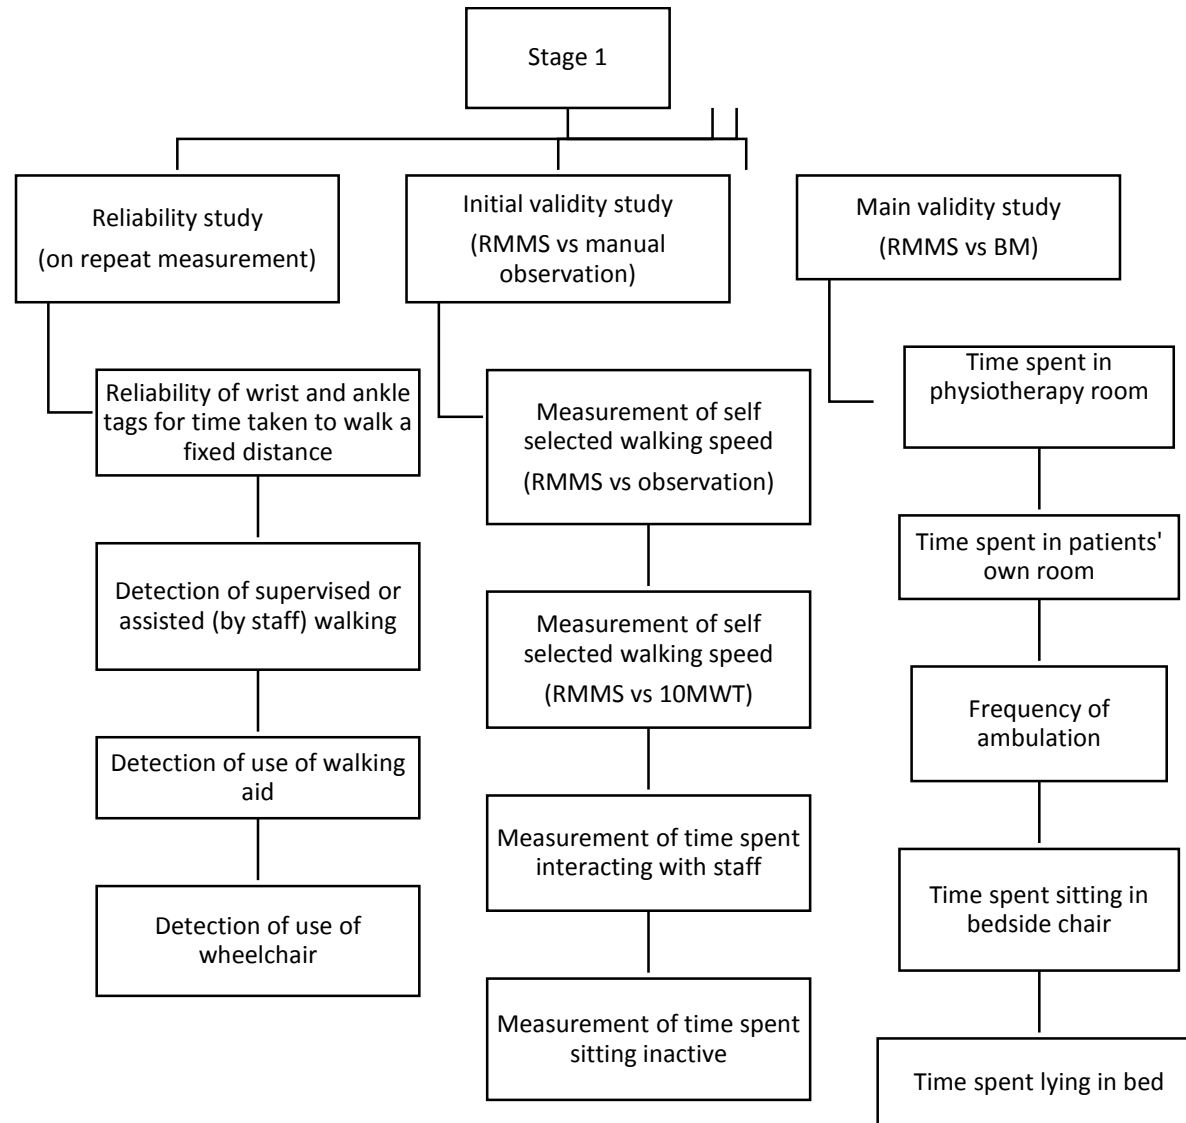 Stage 1
Reliability study
(on repeat measurement)
Initial validity study
(RMMS vs manual
observation)
Main validity study
(RMMS vs BM)
Reliability of wrist and ankle
tags for time taken to walk a
fixed distance
Detection of supervised or
assisted (by staff) walking
Detection of use of walking
aid
Detection of use of
wheelchair
Measurement of self
selected walking speed
(RMMS vs observation)
Measurement of self
selected walking speed
(RMMS vs 10MWT)
Measurement of time spent
interacting with staff
Measurement of time spent
sitting inactive
Time spent in
physiotherapy room
Time spent in patients'
own room
Frequency of
ambulation
Time spent sitting in
bedside chair
Time spent lying in bed